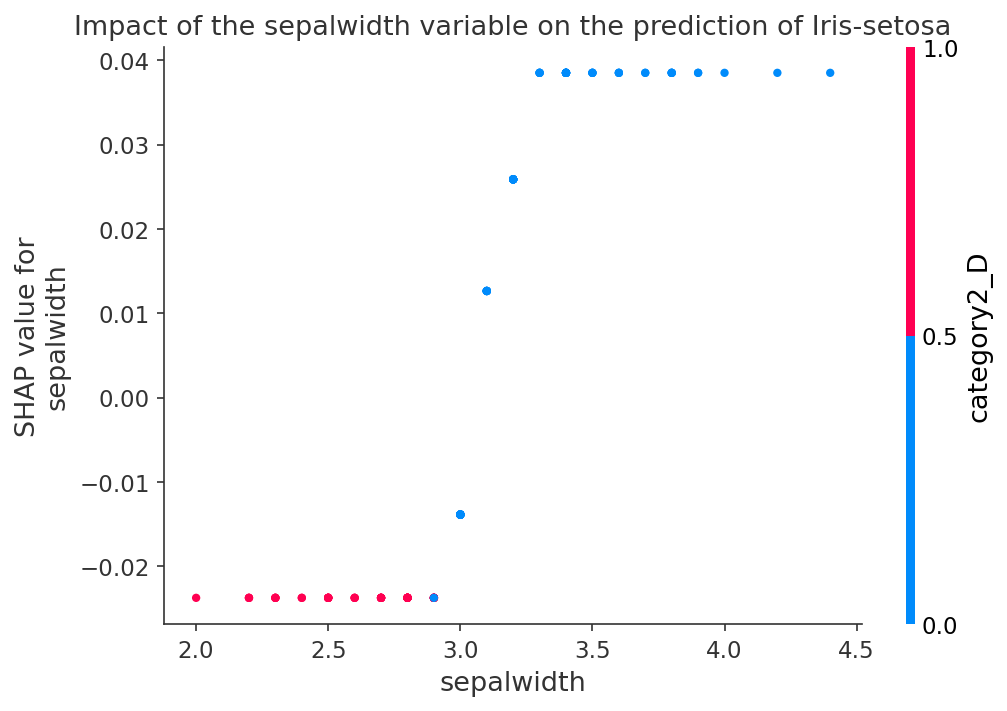 Impact of the sepalwidth variable on the prediction of Iris-setosa
0.04
0.03
0.02
0.01
0.00
−0.01
−0.02
SHAP value for
sepalwidth
2.0 2.5 3.0 3.5 4.0 4.5
sepalwidth
1.0
0.5
0.0
category2_D